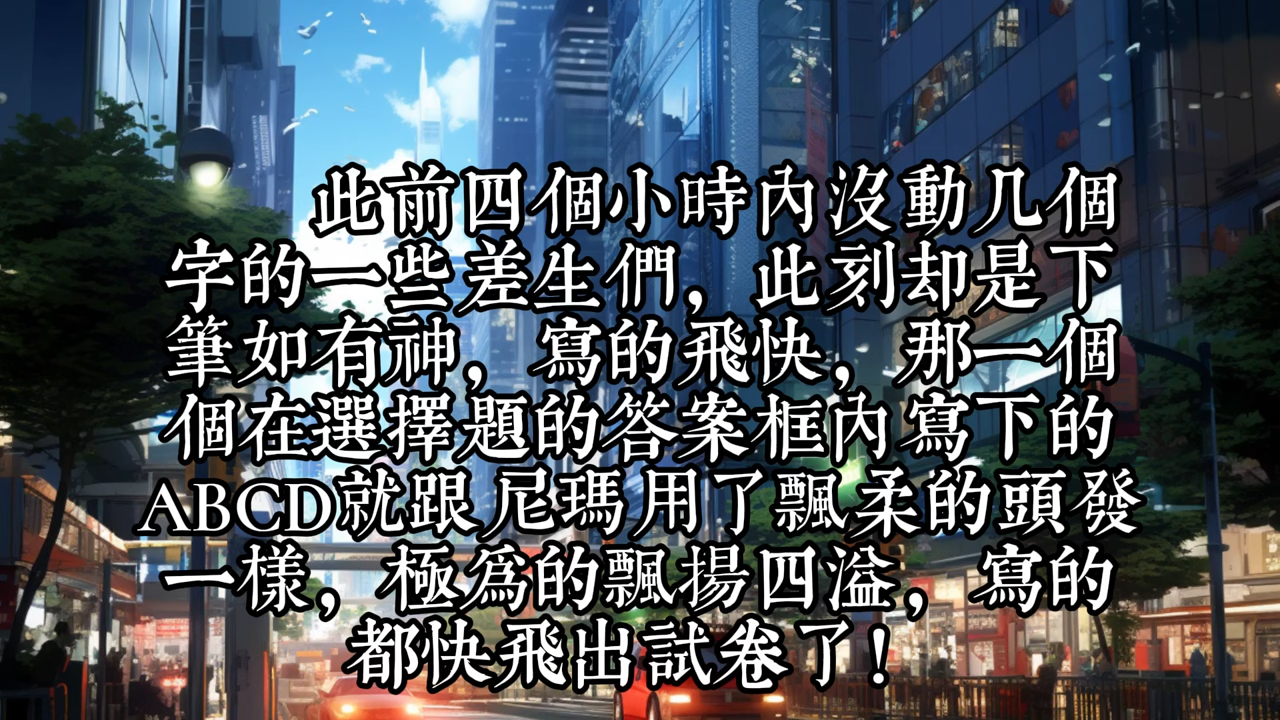 此前四個小時內沒動几個
字的一些差生們，此刻却是下
筆如有神，寫的飛快，那一個
個在選擇題的答案框內寫下的
ABCD就跟尼瑪用了飄柔的頭發
一樣，極爲的飄揚四溢，寫的
都快飛出試卷了！